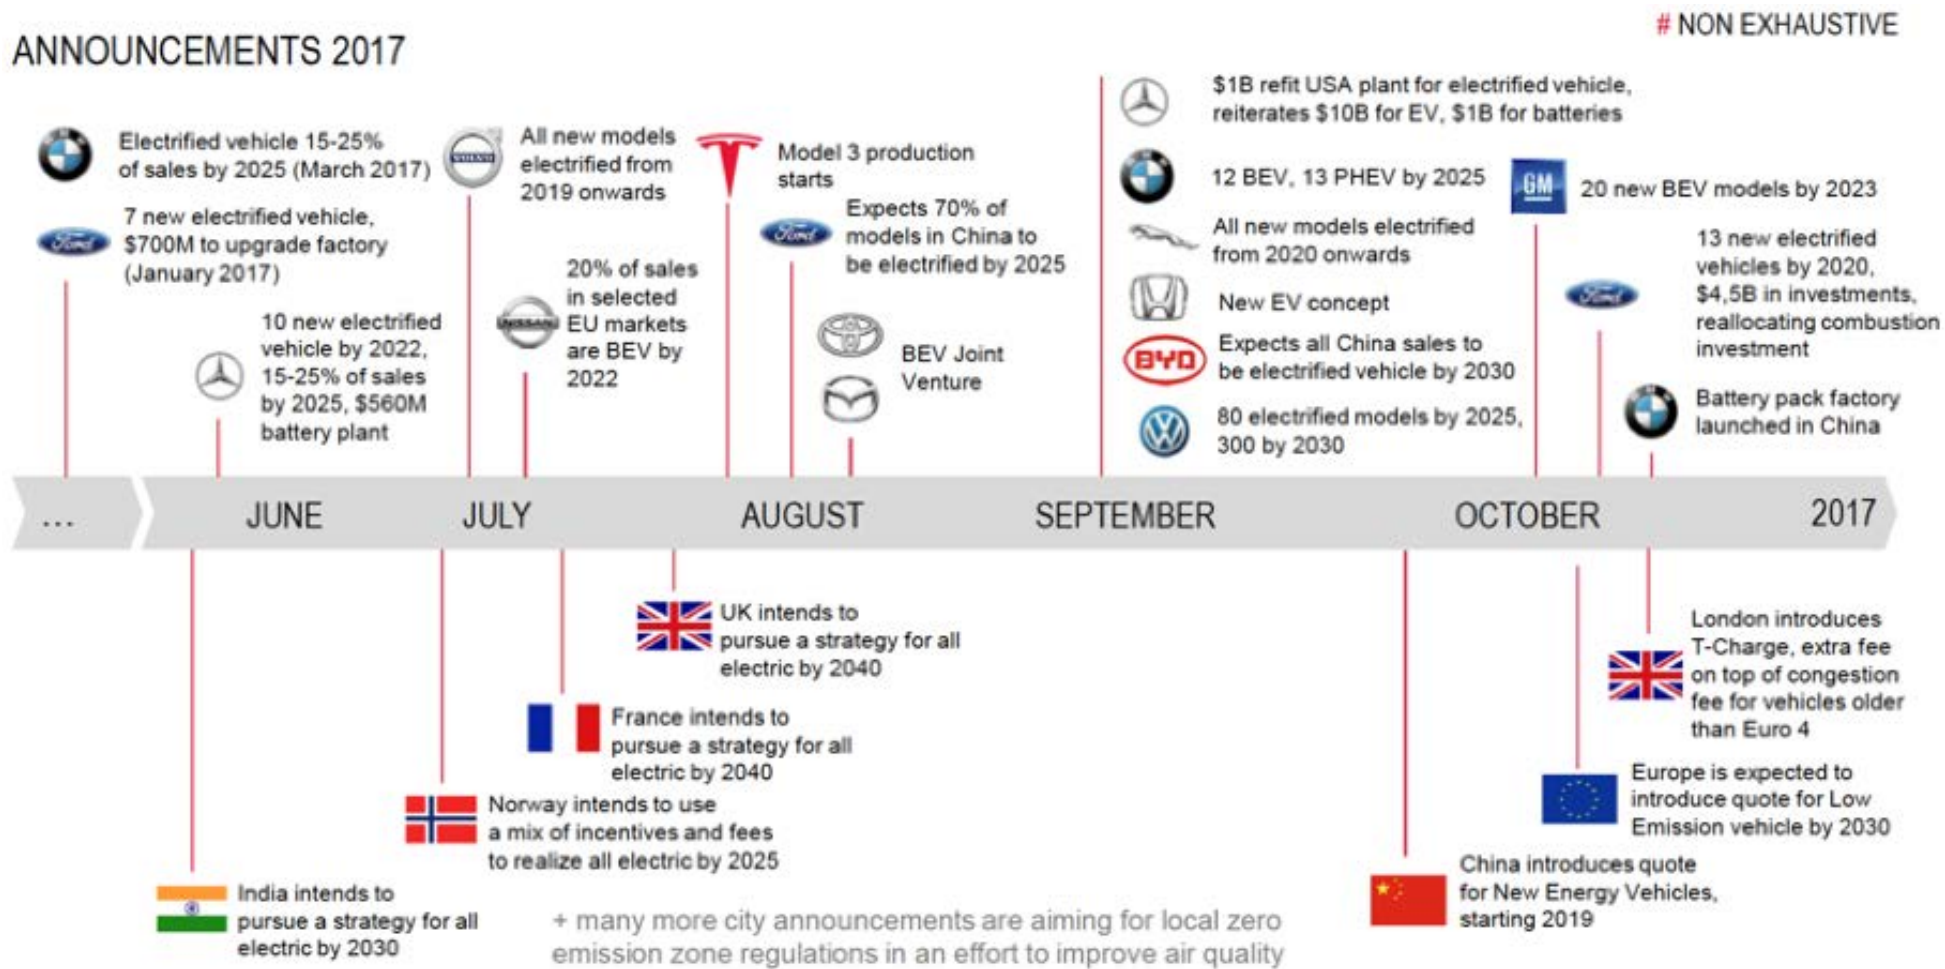 # NON EXHAUSTIVE
ANNOUNCEMENTS 2017
Electrified vehicle 15-25%
of sales by 2025 (March 2017)
Ford
7 new electrified vehicle,
$700M to upgrade factory
(January 2017)
10 new electrified
vehicle by 2022,
15-25% of sales
by 2025, $560M
battery plant
VOLVO
All new models
electrified from
2019 onwards
NISSAN
20% of sales
in selected
EU markets
are BEV by
2022
Model 3 production
starts
Ford
Expects 70% of
models in China to
be electrified by 2025
BEV Joint
Venture
$1B refit USA plant for electrified vehicle,
reiterates $10B for EV, $1B for batteries
12 BEV, 13 PHEV by 2025
All new models electrified
from 2020 onwards
New EV concept
BYD
Expects all China sales to
be electrified vehicle by 2030
80 electrified models by 2025,
300 by 2030
GM
20 new BEV models by 2023
Ford
13 new electrified
vehicles by 2020,
$4,5B in investments,
reallocating combustion
investment
Battery pack factory
launched in China
...
JUNE
JULY
AUGUST
SEPTEMBER
OCTOBER
2017
UK intends to
pursue a strategy for all
electric by 2040
France intends to
pursue a strategy for all
electric by 2040
Norway intends to use
a mix of incentives and fees
to realize all electric by 2025
India intends to
pursue a strategy for all
electric by 2030
London introduces
T-Charge, extra fee
on top of congestion
fee for vehicles older
than Euro 4
Europe is expected to
introduce quote for Low
Emission vehicle by 2030
China introduces quote
for New Energy Vehicles,
starting 2019
+ many more city announcements are aiming for local zero
emission zone regulations in an effort to improve air quality